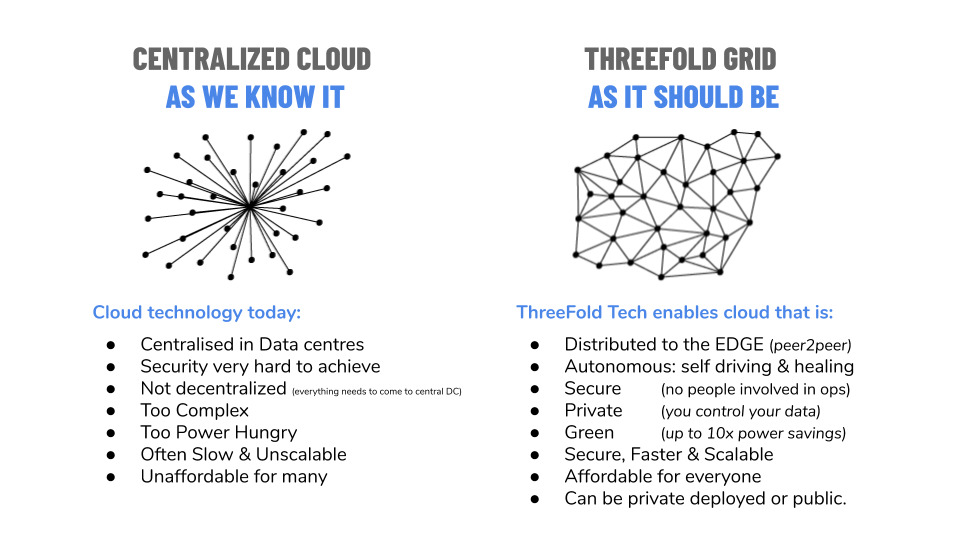 CENTRALIZED CLOUD
AS WE KNOW IT
Cloud technology today:
● Centralised in Data centres
● Security very hard to achieve
● Not decentralized (everything needs to come to central DC)
● Too Complex
● Too Power Hungry
● Often Slow & Unscalable
● Unaffordable for many
THREEFOLD GRID
AS IT SHOULD BE
ThreeFold Tech enables cloud that is:
● Distributed to the EDGE (peer2peer)
● Autonomous: self driving & healing
● Secure (no people involved in ops)
● Private (you control your data)
● Green (up to 10x power savings)
● Secure, Faster & Scalable
● Affordable for everyone
● Can be private deployed or public.